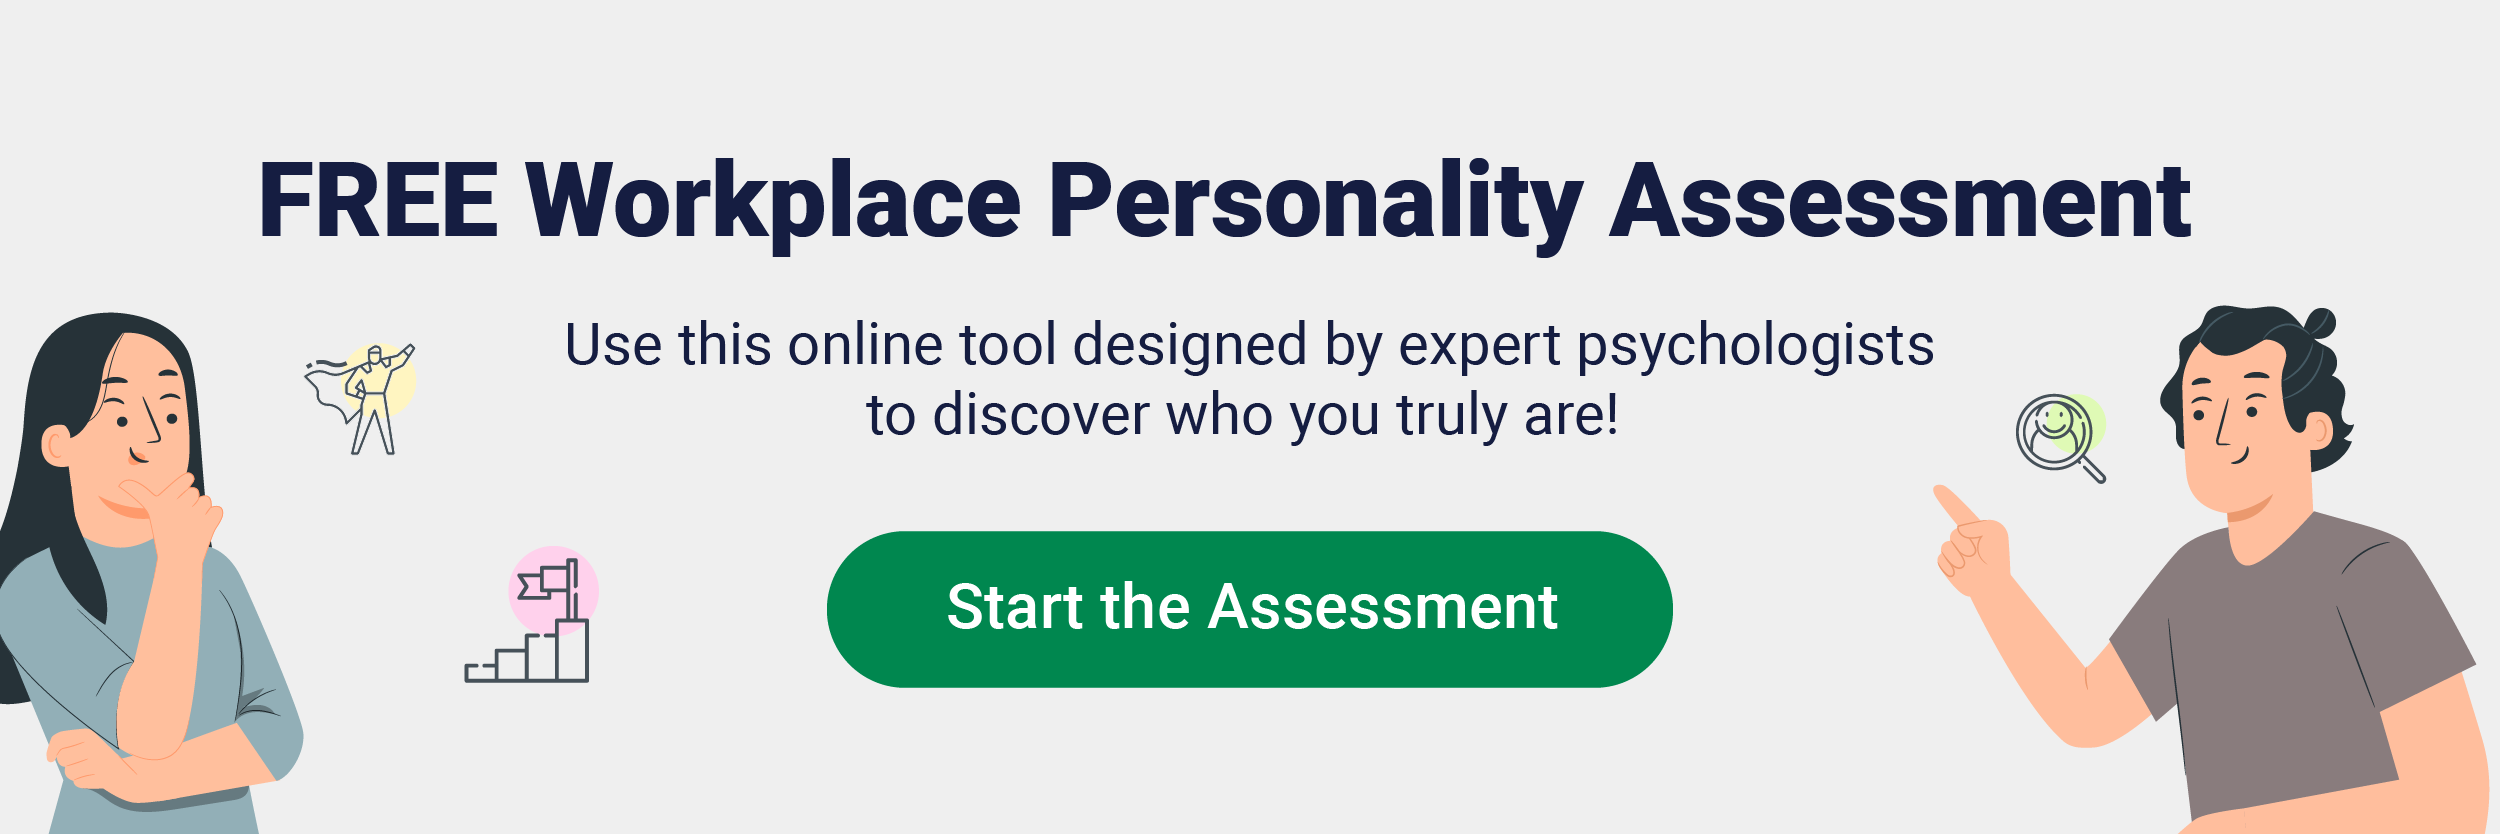 FREE Workplace Personality Assessment
Use this online tool designed by expert psychologists
to discover who you truly are!
Start the Assessment